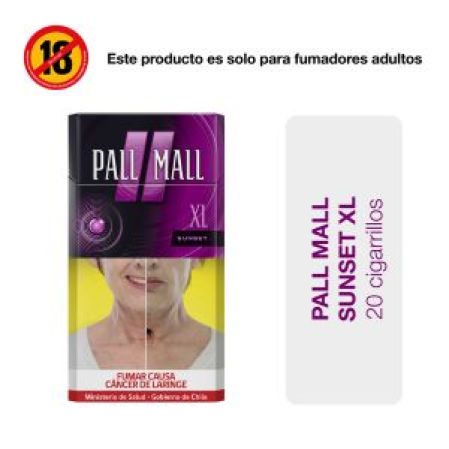 18
Este producto es solo para fumadores adultos
PALL MALL
XL
SUNSET
FUMAR CAUSA
CÁNCER DE LARINGE
Ministerio de Salud - Gobierno de Chile
PALL MALL
SUNSET XL
20 cigarrillos